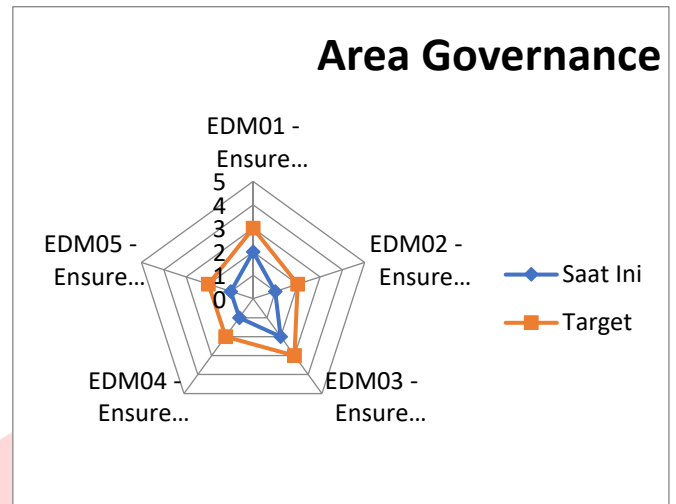 Area Governance
EDM01 -
Ensure...
5
4
3
2
1
0
EDM02 -
Ensure...
EDM03 -
Ensure...
EDM04 -
Ensure...
EDM05 -
Ensure...
Saat Ini
Target